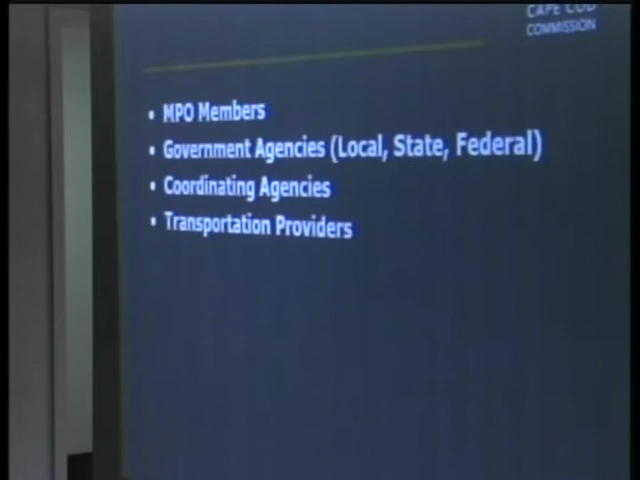 CAPE COD
COMMISSION
• MPO Members
• Government Agencies (Local, State, Federal)
• Coordinating Agencies
• Transportation Providers